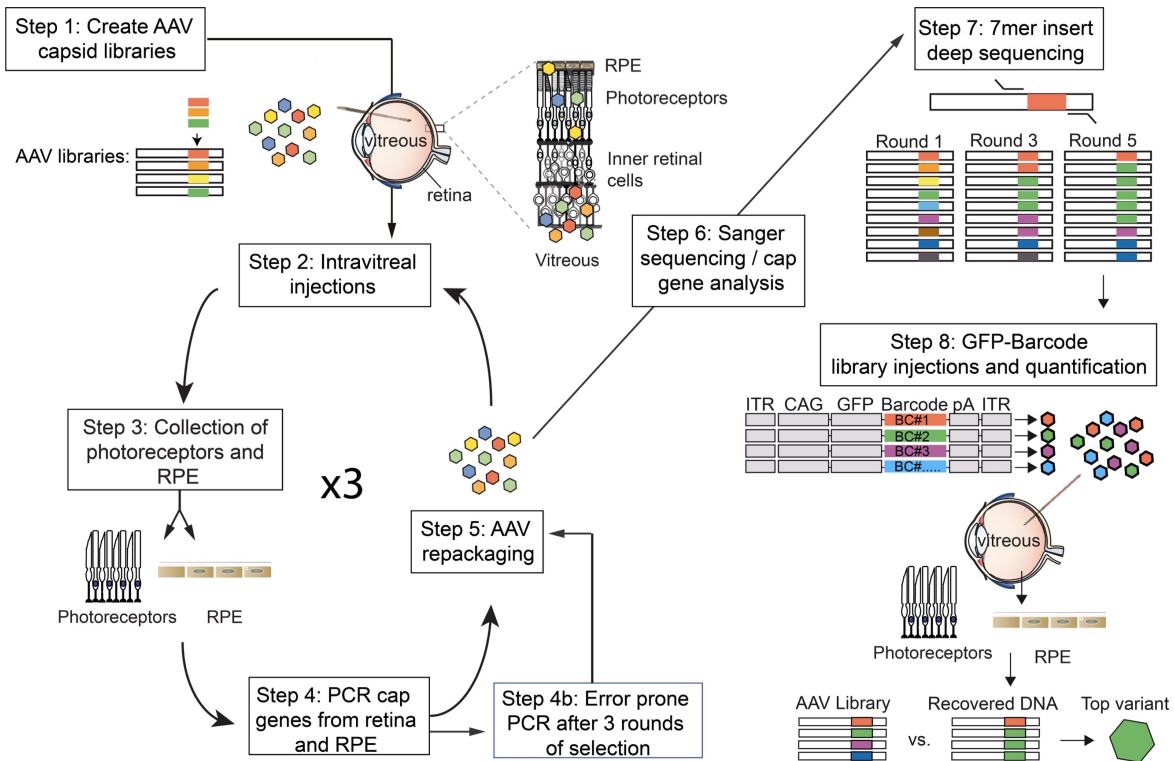 Step 1: Create AAV
capsid libraries
AAV libraries:
vitreous
retina
RPE
Photoreceptors
Inner retinal
cells
Vitreous
Step 2: Intravitreal
injections
Step 3: Collection of
photoreceptors and
RPE
x3
Photoreceptors
RPE
Step 4: PCR cap
genes from retina
and RPE
Step 4b: Error prone
PCR after 3 rounds
of selection
Step 5: AAV
repackaging
Step 6: Sanger
sequencing / cap
gene analysis
Step 7: 7mer insert
deep sequencing
Round 1 Round 3 Round 5
Step 8: GFP-Barcode
library injections and quantification
ITR CAG GFP Barcode pA ITR
BC#1
BC#2
BC#3
BC#.....
vitreous
Photoreceptors
RPE
AAV Library
vs.
Recovered DNA
Top variant